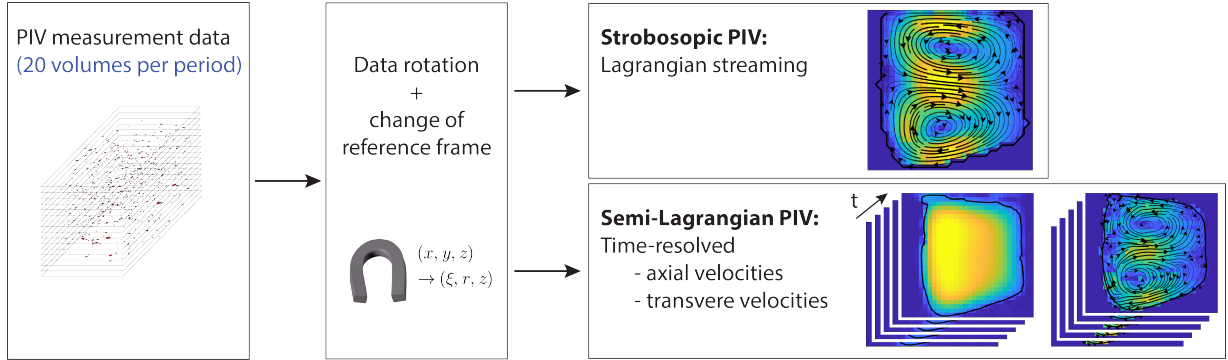 PIV measurement data
(20 volumes per period)
Data rotation
+
change of
reference frame
(x, y, z)
→ (ξ, r, z)
Strobosopic PIV:
Lagrangian streaming
Semi-Lagrangian PIV:
Time-resolved
- axial velocities
- transvere velocities
t